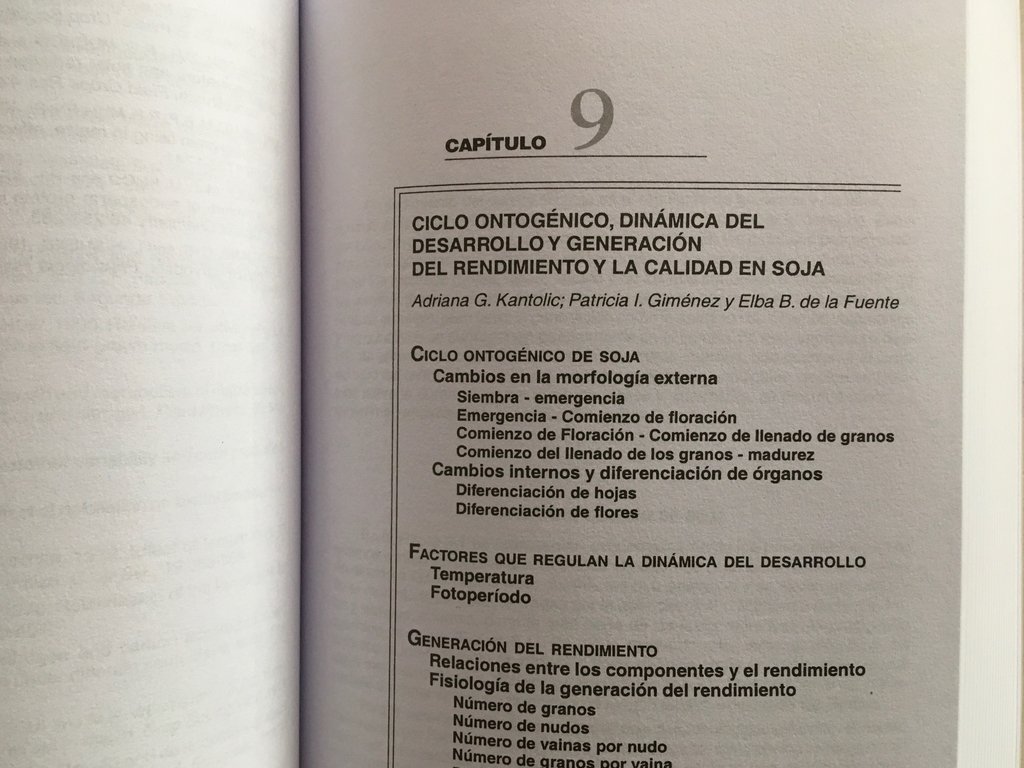 CAPÍTULO 9
CICLO ONTOGÉNICO, DINÁMICA DEL
DESARROLLO Y GENERACIÓN
DEL RENDIMIENTO Y LA CALIDAD EN SOJA
Adriana G. Kantolic; Patricia I. Giménez y Elba B. de la Fuente
CICLO ONTOGÉNICO DE SOJA
Cambios en la morfología externa
Siembra - emergencia
Emergencia - Comienzo de floración
Comienzo de Floración - Comienzo de llenado de granos
Comienzo del llenado de los granos - madurez
Cambios internos y diferenciación de órganos
Diferenciación de hojas
Diferenciación de flores
FACTORES QUE REGULAN LA DINÁMICA DEL DESARROLLO
Temperatura
Fotoperíodo
GENERACIÓN DEL RENDIMIENTO
Relaciones entre los componentes y el rendimiento
Fisiología de la generación del rendimiento
Número de granos
Número de nudos
Número de vainas por nudo
Número de granos por vaina